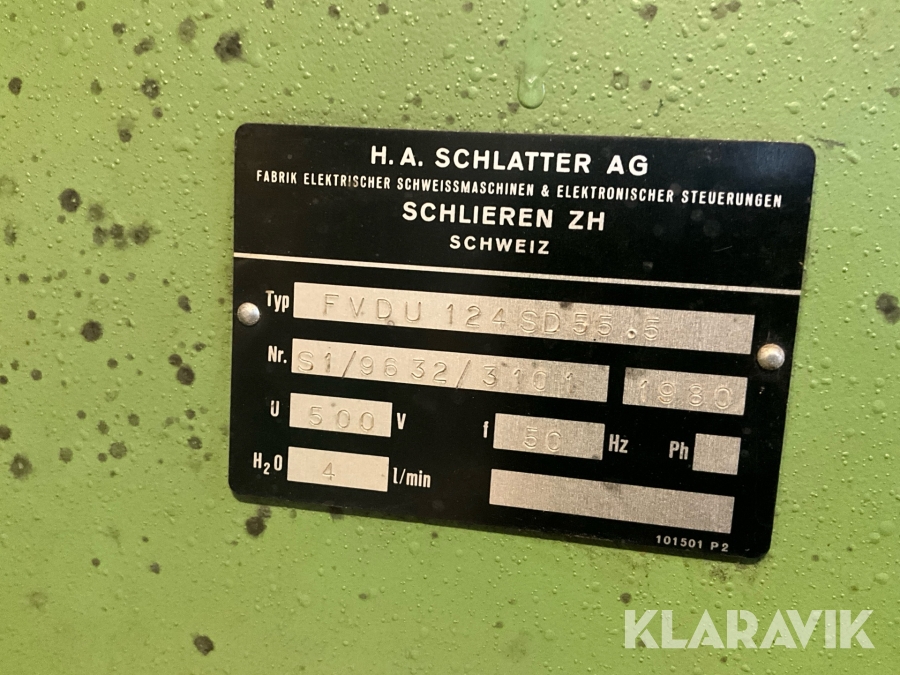 H.A. SCHLATTER AG
FABRIK ELEKTRISCHER SCHWEISSMASCHINEN & ELEKTRONISCHER STEUERUNGEN
SCHLIEREN ZH
SCHWEIZ
Typ FVDU 124SD55.5
Nr. S1/9632/3101 1980
U 500 V f 50 Hz Ph
H₂O 4 l/min
101501 P2
KLARAVIK